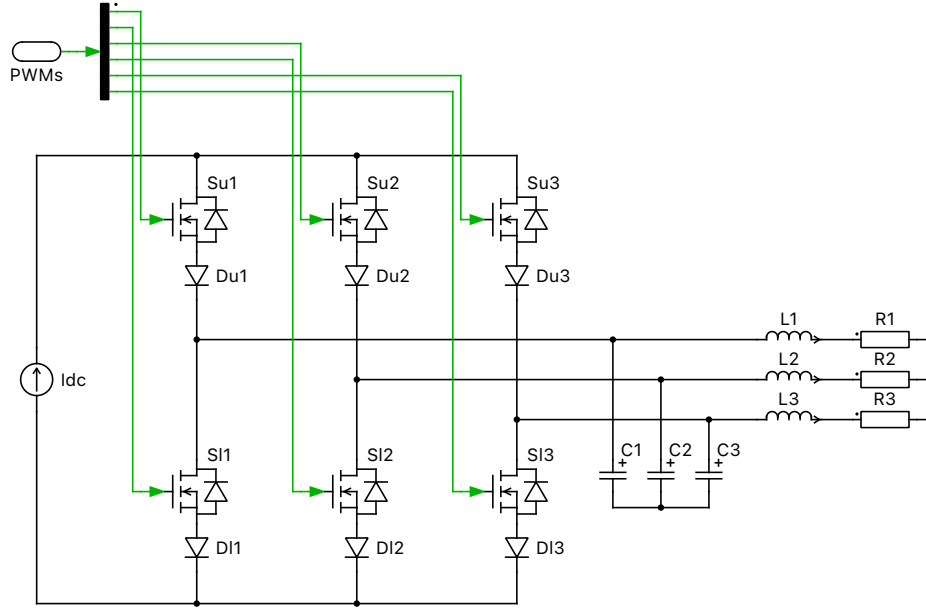 PWMs
Su1 Su2 Su3
Du1 Du2 Du3
L1 R1
Idc L2 R2
L3 R3
Sl1 Sl2 Sl3 C1 C2 C3
+ + +
Dl1 Dl2 Dl3